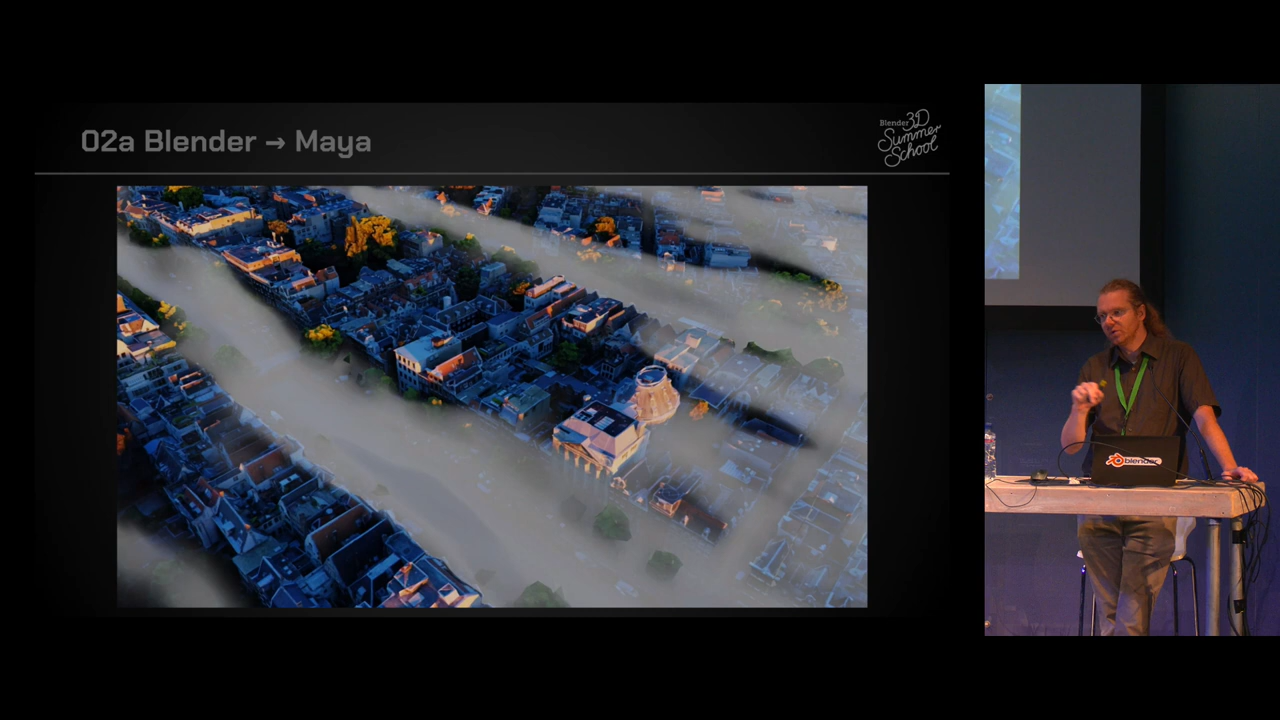 02a Blender → Maya
Blender 3D
Summer
School
blender